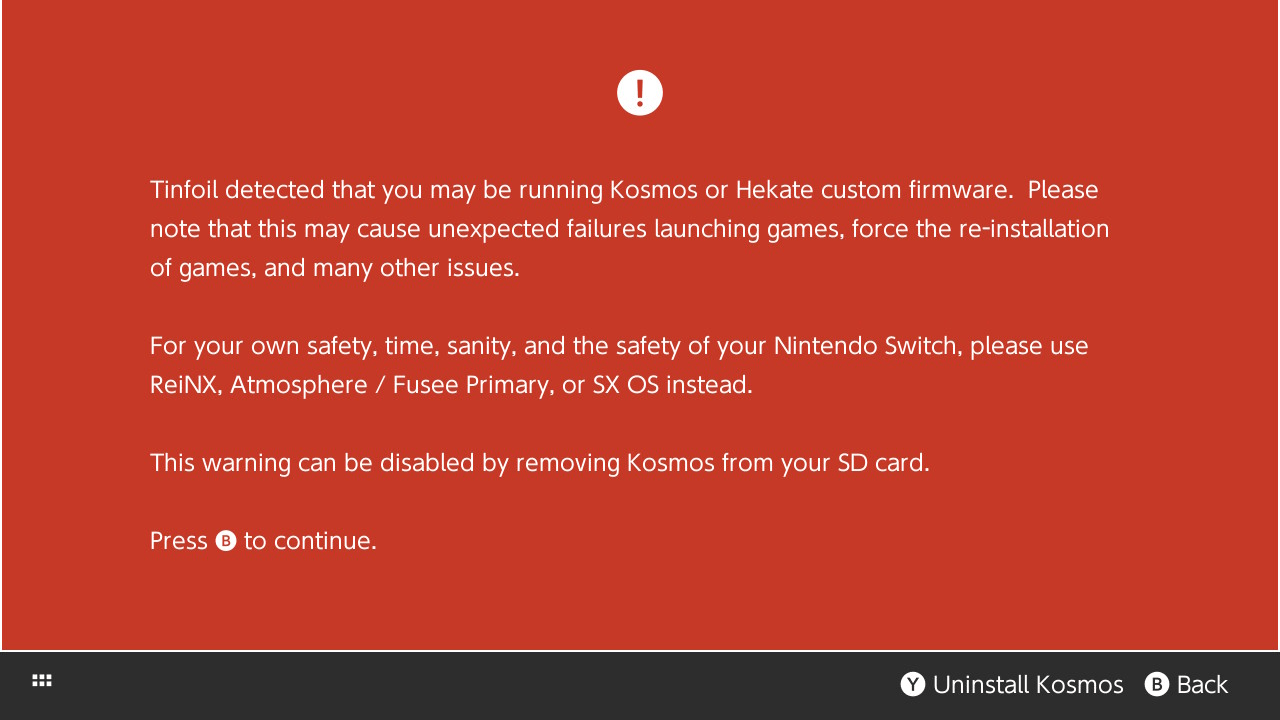 !
Tinfoil detected that you may be running Kosmos or Hekate custom firmware.  Please
note that this may cause unexpected failures launching games, force the re-installation
of games, and many other issues.
For your own safety, time, sanity, and the safety of your Nintendo Switch, please use
ReiNX, Atmosphere / Fusee Primary, or SX OS instead.
This warning can be disabled by removing Kosmos from your SD card.
Press B to continue.
Y Uninstall Kosmos B Back